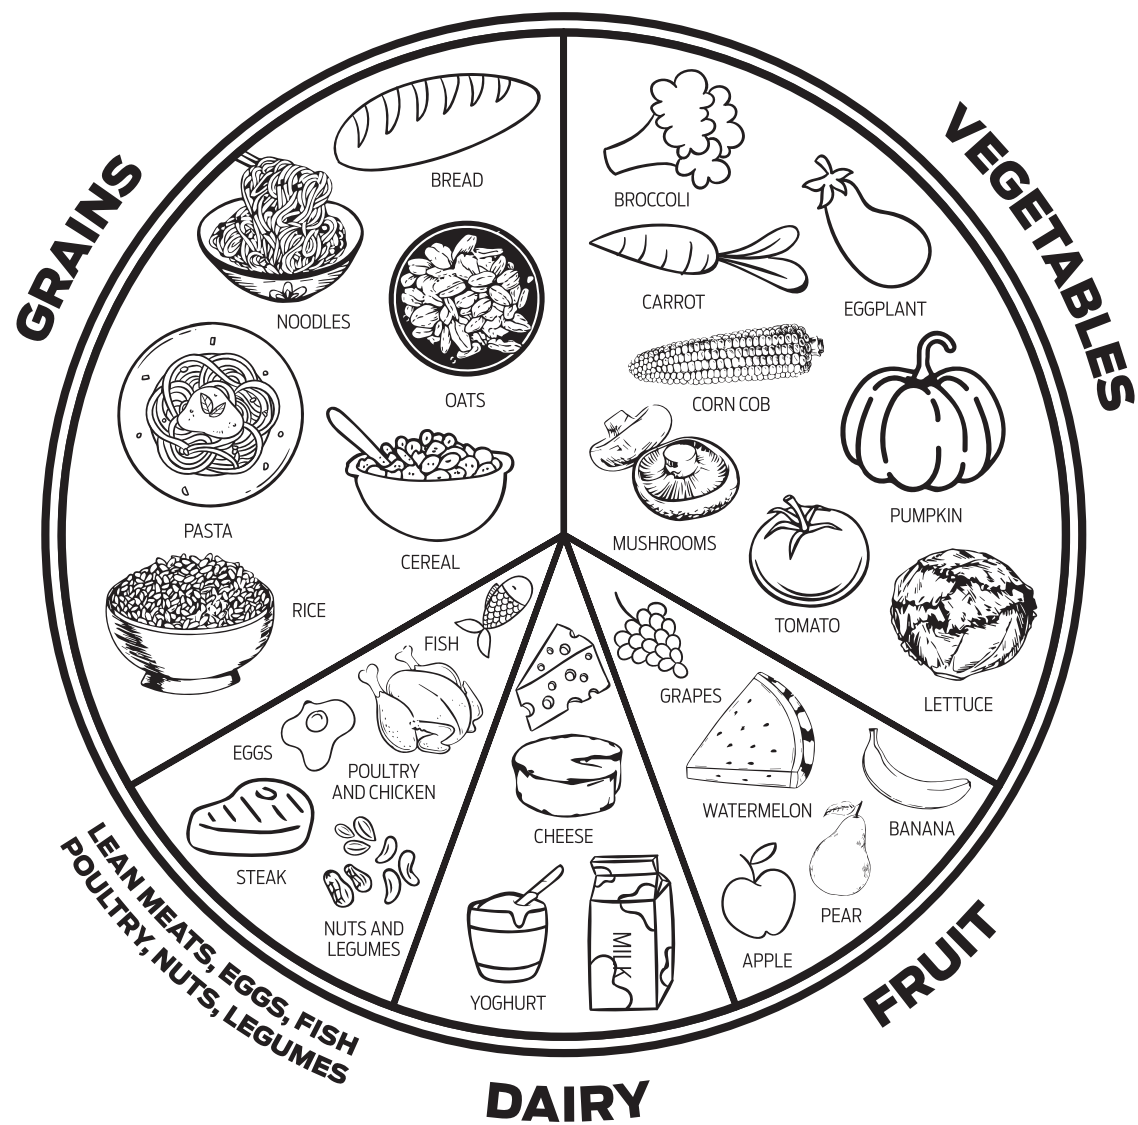 GRAINS
BREAD
NOODLES
OATS
PASTA
CEREAL
RICE
VEGETABLES
BROCCOLI
CARROT
EGGPLANT
CORN COB
PUMPKIN
MUSHROOMS
TOMATO
LETTUCE
LEAN MEATS, EGGS, FISH
POULTRY, NUTS, LEGUMES
FISH
EGGS
POULTRY
AND CHICKEN
STEAK
NUTS AND
LEGUMES
DAIRY
CHEESE
YOGHURT
MILK
FRUIT
GRAPES
WATERMELON
BANANA
PEAR
APPLE